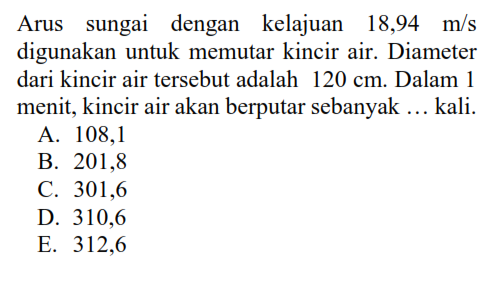 Arus sungai dengan kelajuan 18,94 m/s
digunakan untuk memutar kincir air. Diameter
dari kincir air tersebut adalah 120 cm. Dalam 1
menit, kincir air akan berputar sebanyak … kali.
A. 108,1
B. 201,8
C. 301,6
D. 310,6
E. 312,6